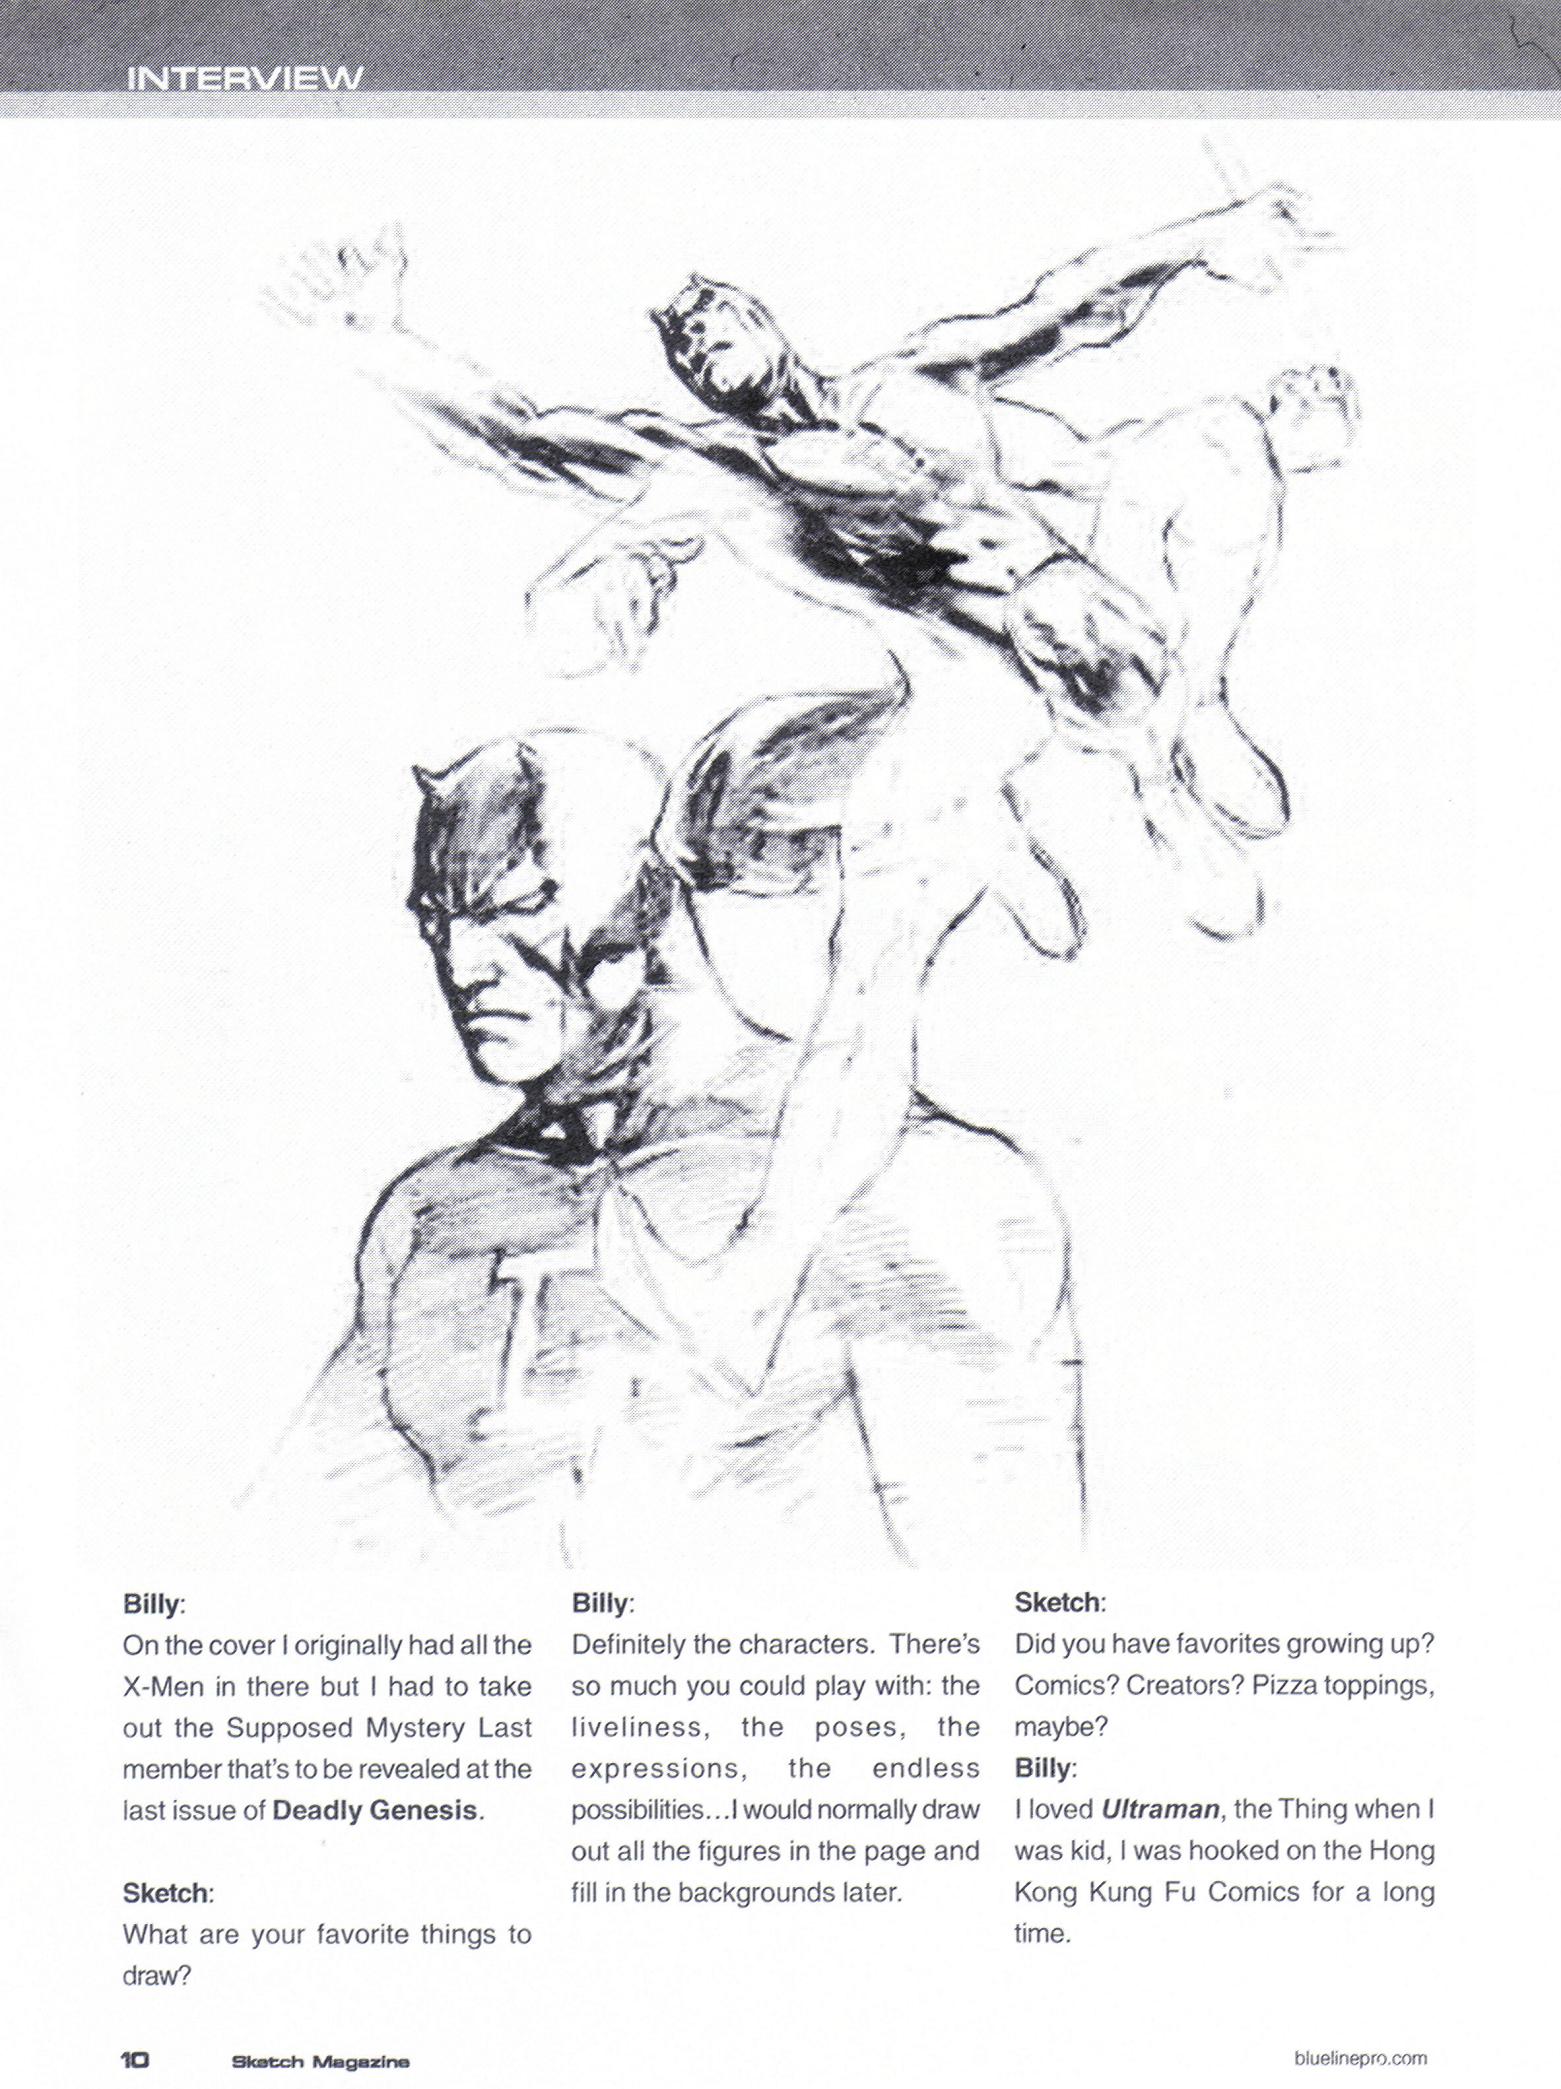 INTERVIEW
Billy:
On the cover I originally had all the
X-Men in there but I had to take
out the Supposed Mystery Last
member that's to be revealed at the
last issue of Deadly Genesis.
Sketch:
What are your favorite things to
draw?
Billy:
Definitely the characters. There's
so much you could play with: the
liveliness, the poses, the
expressions, the endless
possibilities...I would normally draw
out all the figures in the page and
fill in the backgrounds later.
Sketch:
Did you have favorites growing up?
Comics? Creators? Pizza toppings,
maybe?
Billy:
I loved Ultraman, the Thing when I
was kid, I was hooked on the Hong
Kong Kung Fu Comics for a long
time.
10 Sketch Magazine
bluelinepro.com